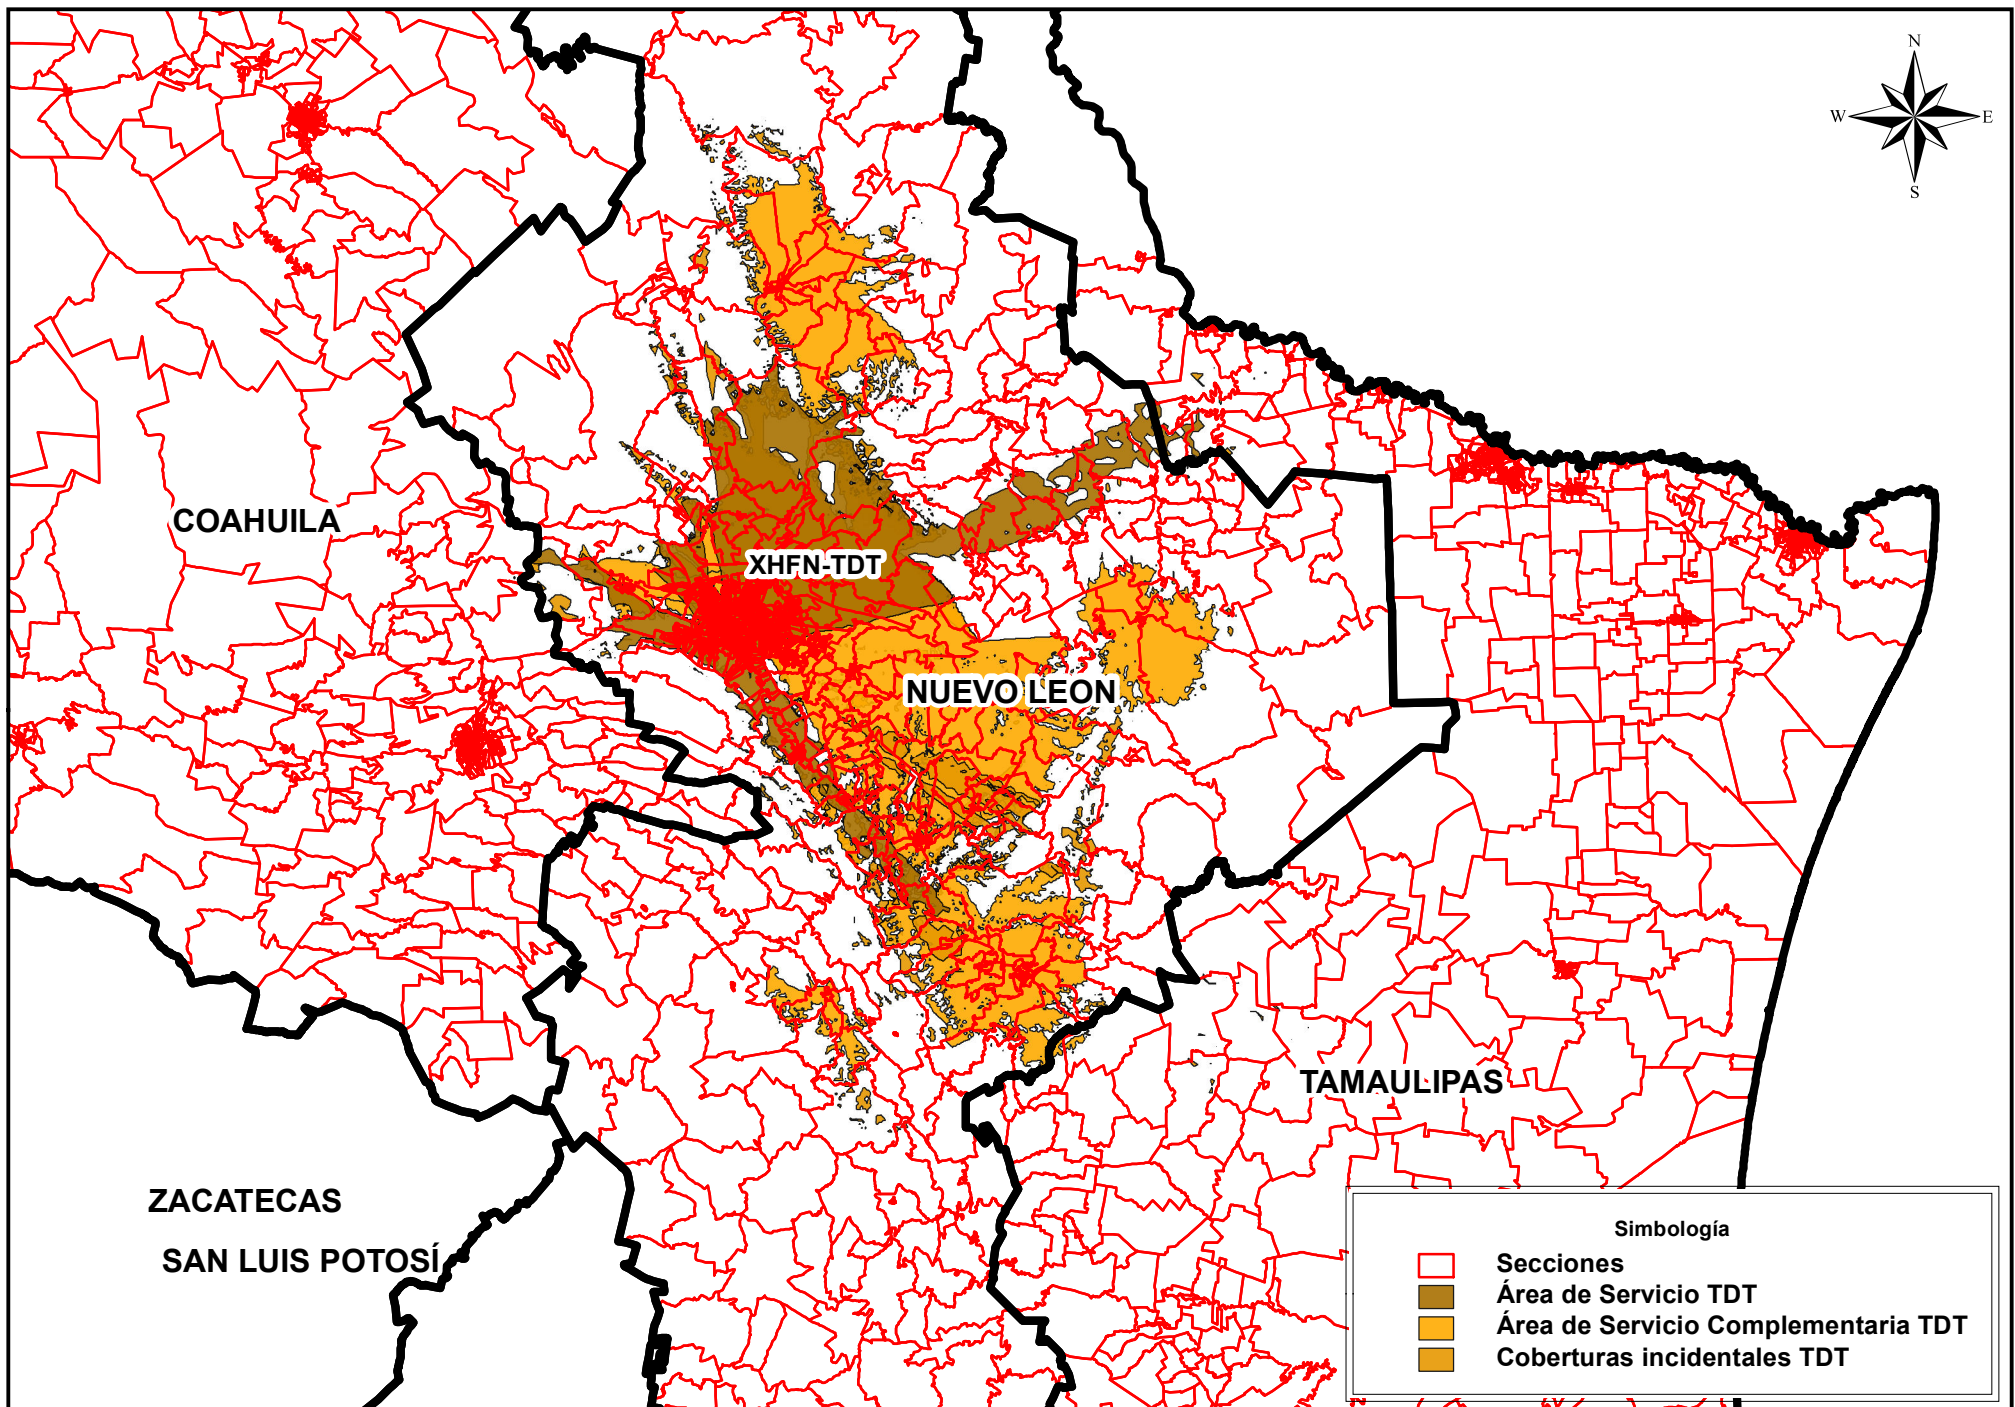 N
W
E
S
COAHUILA
XHFN-TDT
NUEVO LEON
TAMAULIPAS
ZACATECAS
SAN LUIS POTOSÍ
Simbología
Secciones
Área de Servicio TDT
Área de Servicio Complementaria TDT
Coberturas incidentales TDT